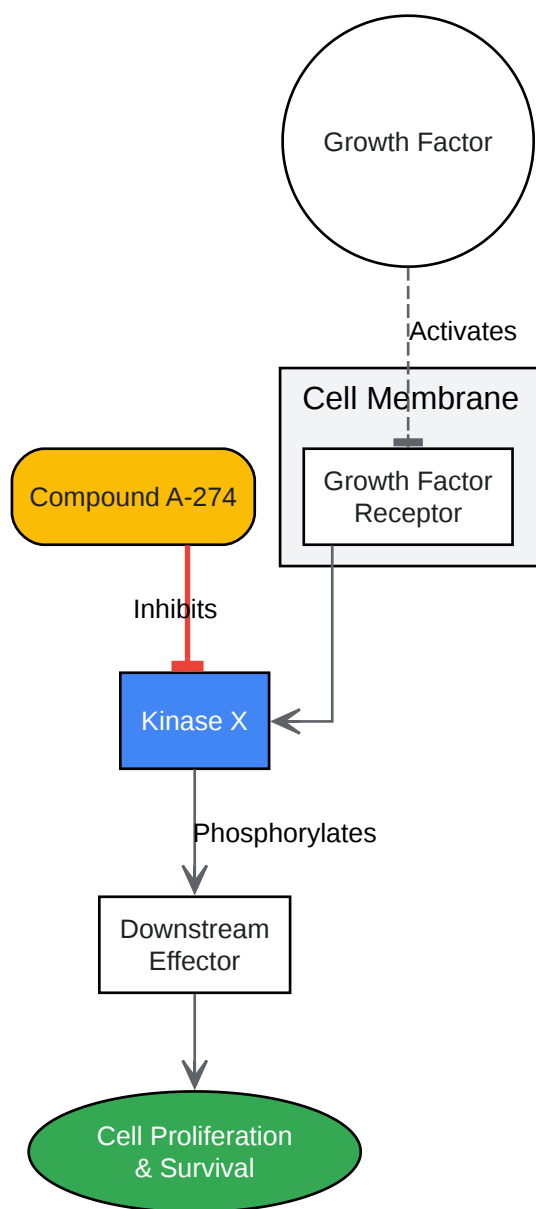 Growth Factor
Activates
Cell Membrane
Growth Factor
Receptor
Compound A-274
Inhibits
Kinase X
Phosphorylates
Downstream
Effector
Cell Proliferation
& Survival